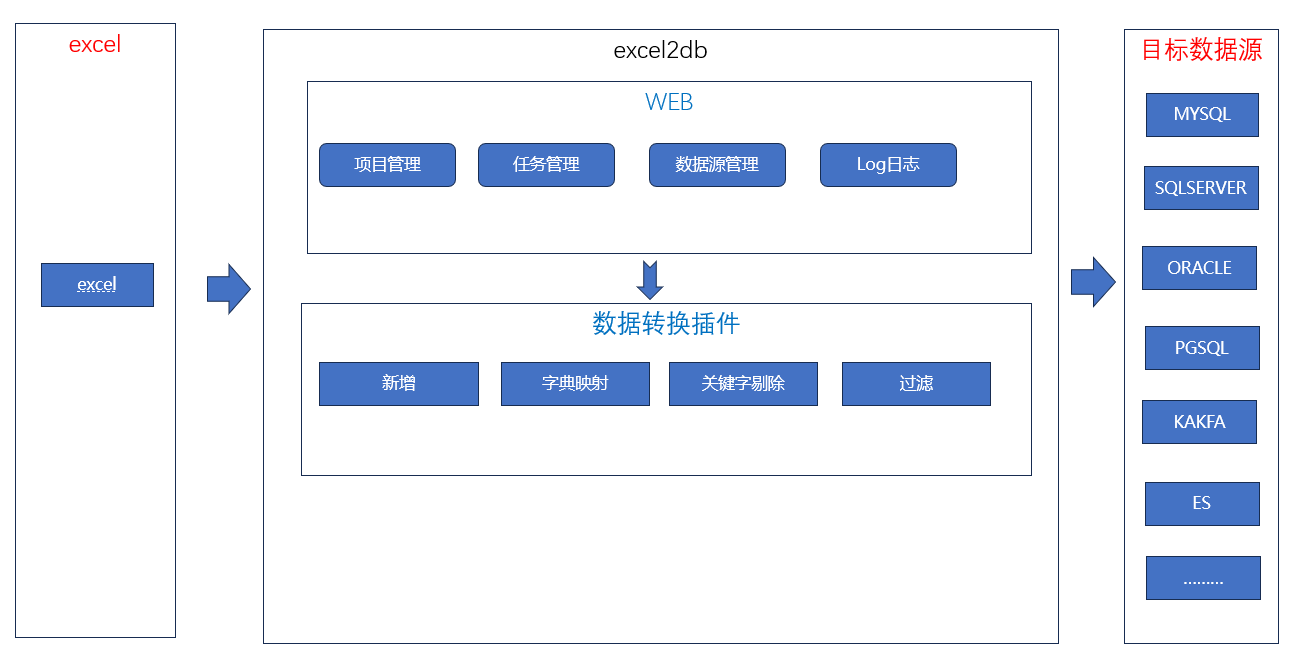 excel
excel
excel2db
WEB
项目管理
任务管理
数据源管理
Log日志
数据转换插件
新增
字典映射
关键字剔除
过滤
目标数据源
MYSQL
SQLSERVER
ORACLE
PGSQL
KAKFA
ES
.........